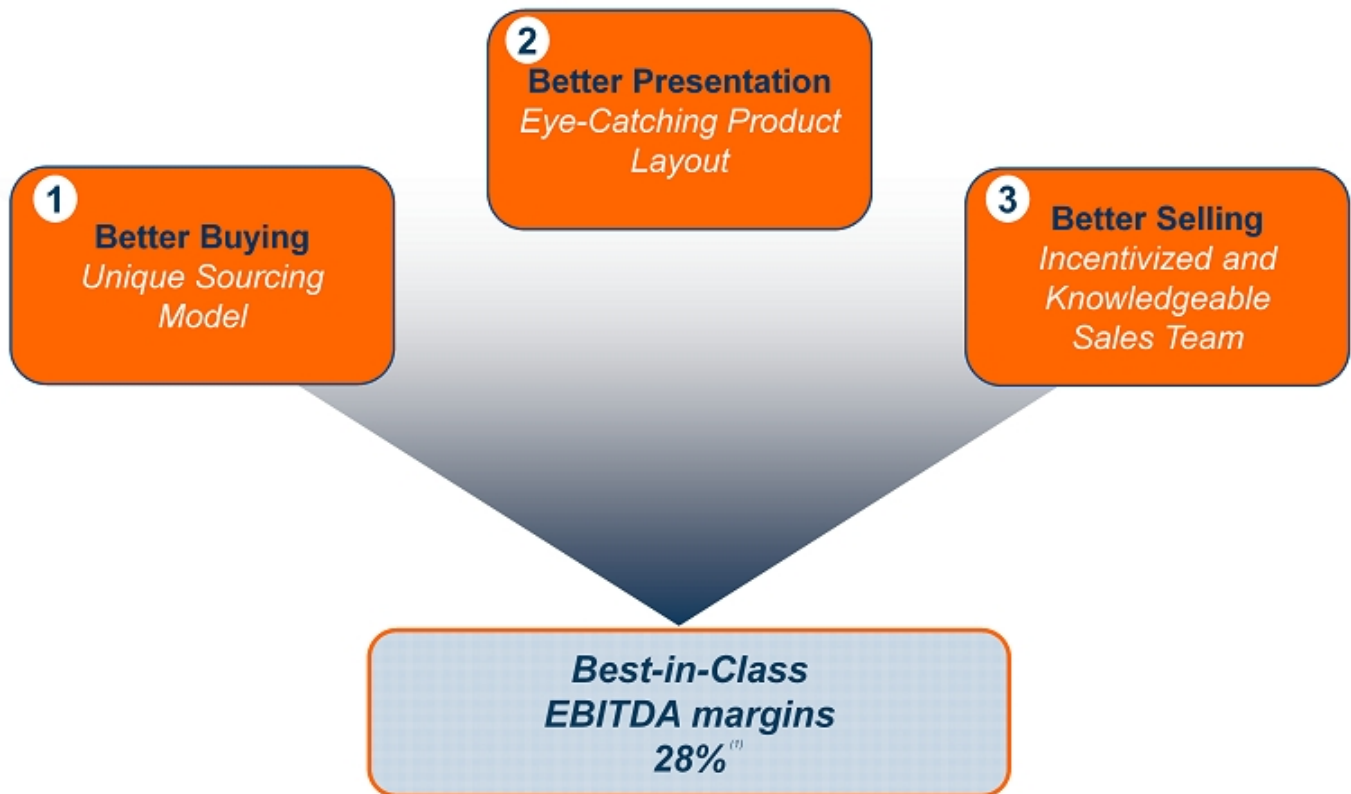 1
Better Buying
Unique Sourcing
Model
2
Better Presentation
Eye-Catching Product
Layout
3
Better Selling
Incentivized and
Knowledgeable
Sales Team
Best-in-Class
EBITDA margins
28% (1)